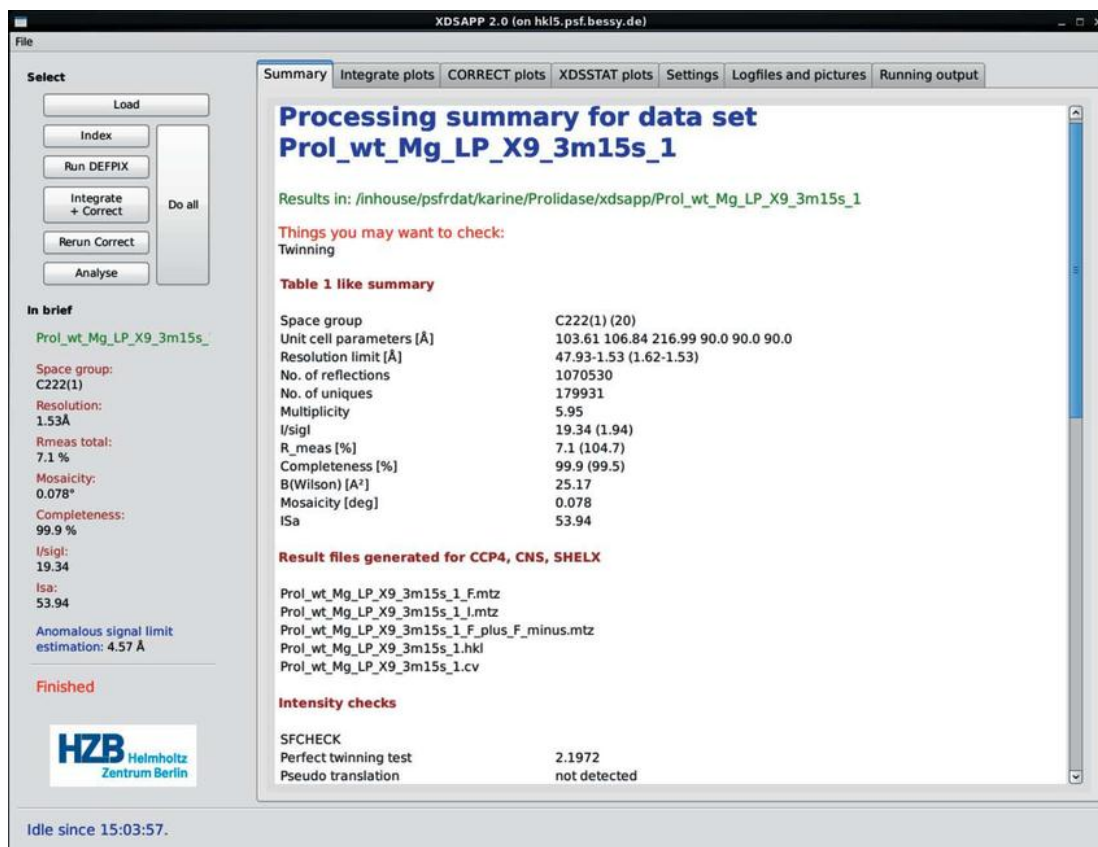 XDSAPP 2.0 (on hkl5.psf.bessy.de)
File
Select
Load
Index
Run DEFPIX
Integrate
+ Correct
Do all
Rerun Correct
Analyse
In brief
Prol_wt_Mg_LP_X9_3m15s_
Space group:
C222(1)
Resolution:
1.53Å
Rmeas total:
7.1 %
Mosaicity:
0.078°
Completeness:
99.9 %
I/sigI:
19.34
Isa:
53.94
Anomalous signal limit
estimation: 4.57 Å
Finished
HZB Helmholtz
Zentrum Berlin
Idle since 15:03:57.
Summary Integrate plots CORRECT plots XDSSTAT plots Settings Logfiles and pictures Running output
Processing summary for data set
Prol_wt_Mg_LP_X9_3m15s_1
Results in: /inhouse/psfrdat/karine/Prolidase/xdsapp/Prol_wt_Mg_LP_X9_3m15s_1
Things you may want to check:
Twinning
Table 1 like summary
Space group C222(1) (20)
Unit cell parameters [Å] 103.61 106.84 216.99 90.0 90.0 90.0
Resolution limit [Å] 47.93-1.53 (1.62-1.53)
No. of reflections 1070530
No. of uniques 179931
Multiplicity 5.95
I/sigI 19.34 (1.94)
R_meas [%] 7.1 (104.7)
Completeness [%] 99.9 (99.5)
B(Wilson) [A²] 25.17
Mosaicity [deg] 0.078
ISa 53.94
Result files generated for CCP4, CNS, SHELX
Prol_wt_Mg_LP_X9_3m15s_1_F.mtz
Prol_wt_Mg_LP_X9_3m15s_1_I.mtz
Prol_wt_Mg_LP_X9_3m15s_1_F_plus_F_minus.mtz
Prol_wt_Mg_LP_X9_3m15s_1.hkl
Prol_wt_Mg_LP_X9_3m15s_1.cv
Intensity checks
SFCHECK
Perfect twinning test 2.1972
Pseudo translation not detected